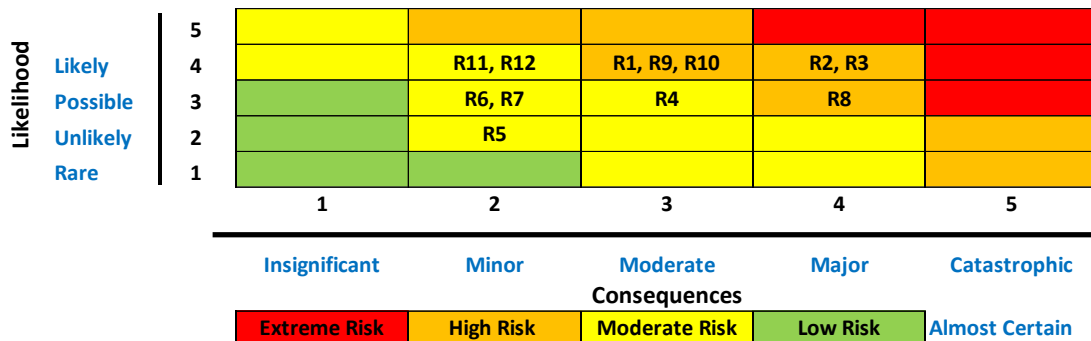 Likelihood
5
Likely 4 R11, R12 R1, R9, R10 R2, R3
Possible 3 R6, R7 R4 R8
Unlikely 2 R5
Rare 1
1 2 3 4 5
Insignificant Minor Moderate Major Catastrophic
Consequences
Extreme Risk High Risk Moderate Risk Low Risk Almost Certain